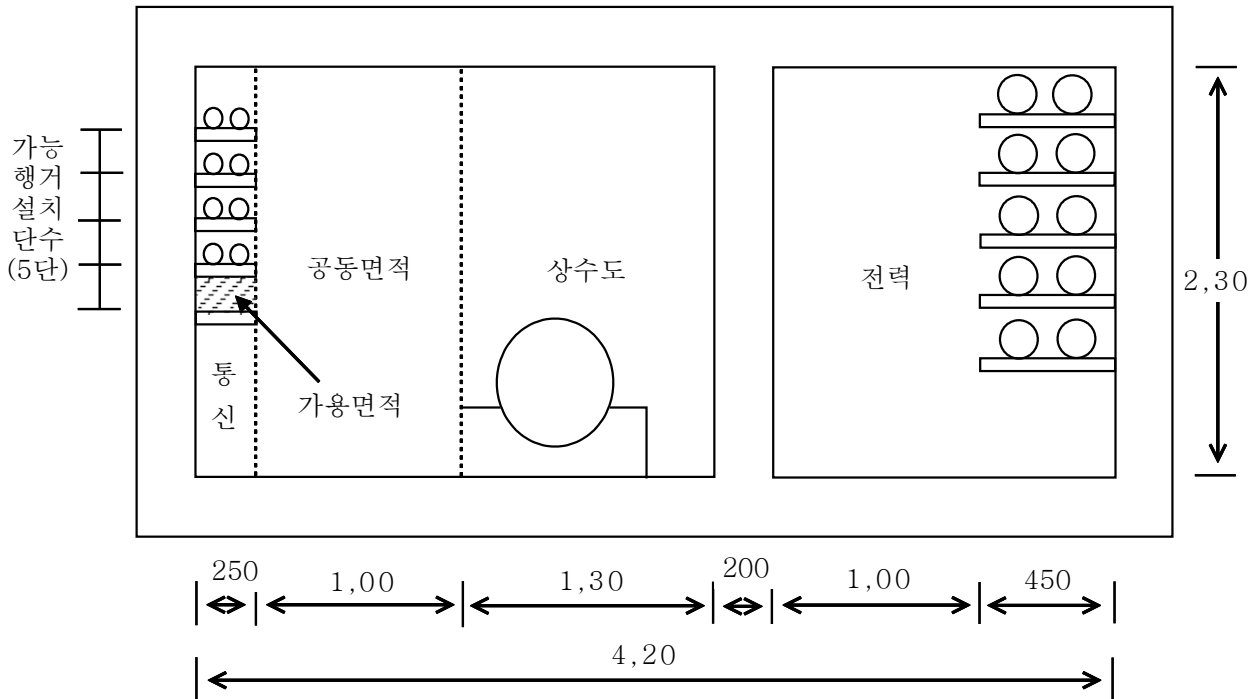 가능
행거
설치
단수
(5단)
공동면적
상수도
전력
2,30
통
신
가용면적
250
1,00
1,30
200
1,00
450
4,20